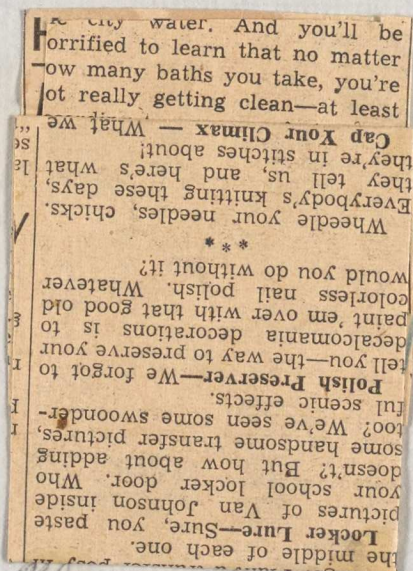 city water. And you'll be
orrified to learn that no matter
ow many baths you take, you're
ot really getting clean—at least
the middle of each one.
Locker Lure—Sure, you paste
pictures of Van Johnson inside
your school locker door. Who
doesn't? But how about adding
some handsome transfer pictures,
too? We've seen some swoonder-
ful scenic effects.
Polish Preserver—We forgot to
tell you—the way to preserve your
decalcomania decorations is to
paint 'em over with that good old
colorless nail polish. Whatever
would you do without it?
* * *
Wheedle your needles, chicks.
Everybody's knitting these days,
they tell us, and here's what
they're in stitches about!
Cap Your Climax — What we